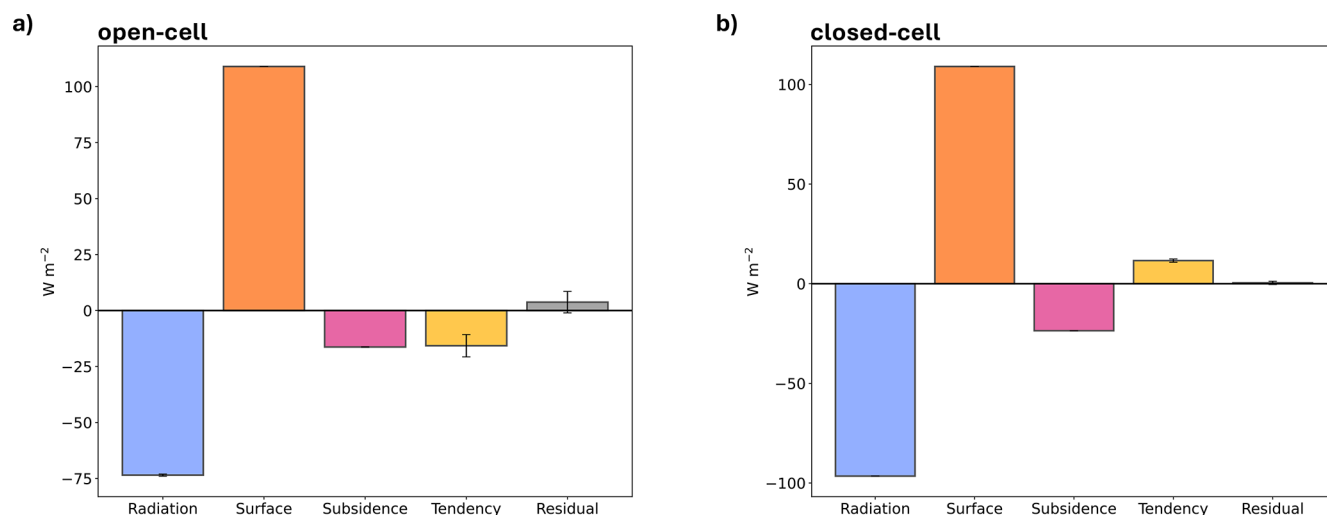 a)
open-cell
100
75
50
25
0
−25
−50
−75
W m⁻²
Radiation Surface Subsidence Tendency Residual
b)
closed-cell
100
50
0
−50
−100
W m⁻²
Radiation Surface Subsidence Tendency Residual